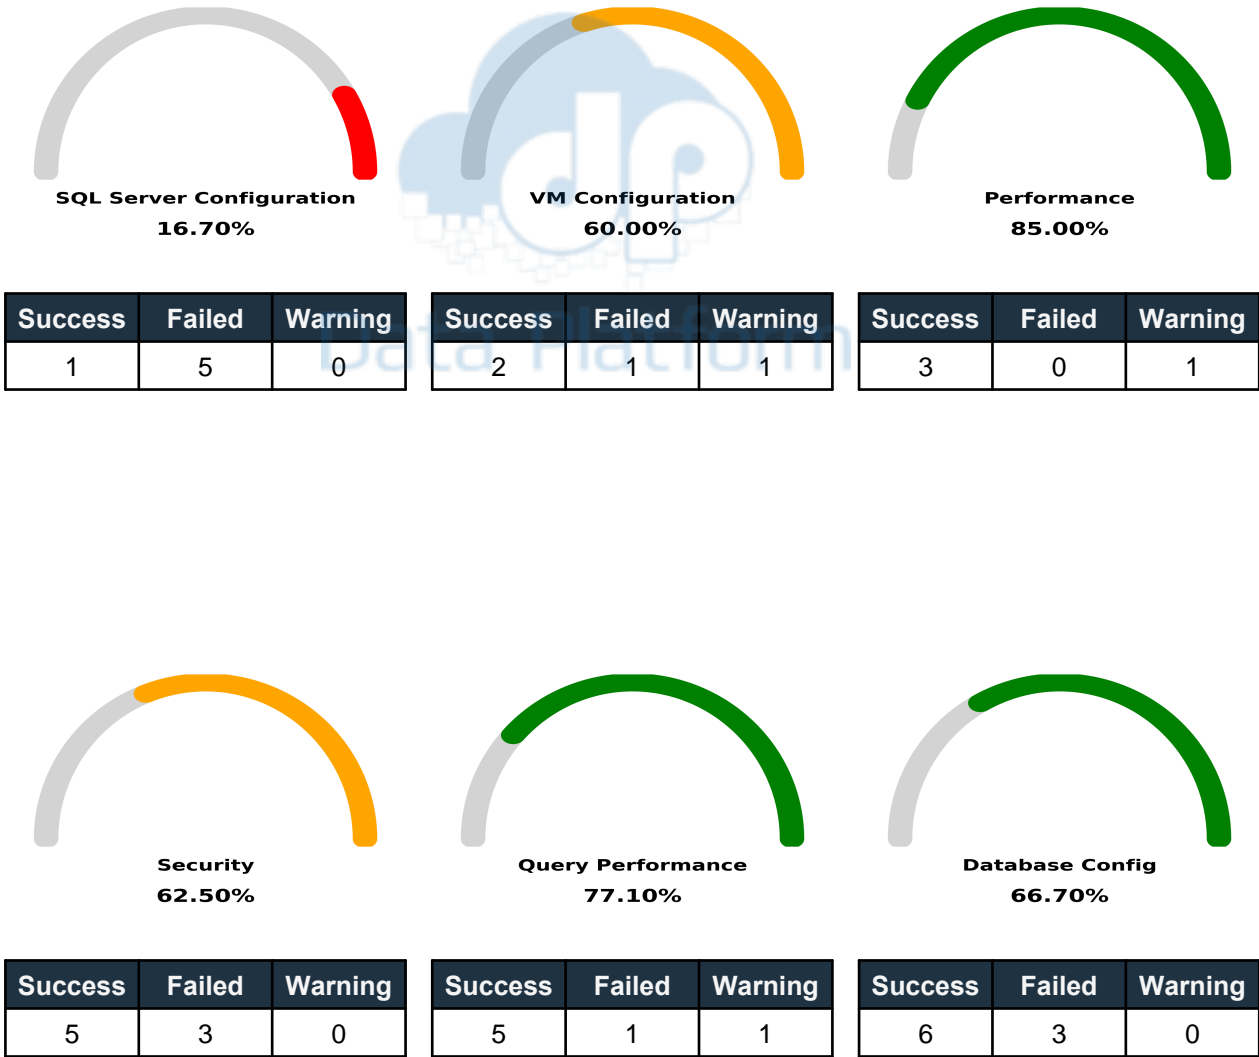 SQL Server Configuration
16.70%
VM Configuration
60.00%
Performance
85.00%
Success Failed Warning
1 5 0
Success Failed Warning
2 1 1
Success Failed Warning
3 0 1
dp
Data Platform
Security
62.50%
Query Performance
77.10%
Database Config
66.70%
Success Failed Warning
5 3 0
Success Failed Warning
5 1 1
Success Failed Warning
6 3 0